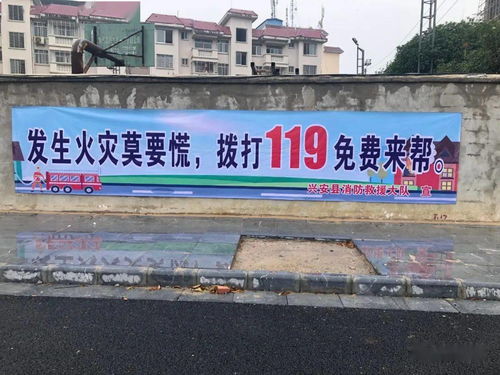 发生火灾莫要慌，拨打119免费来帮。
兴安县消防救援大队 宣